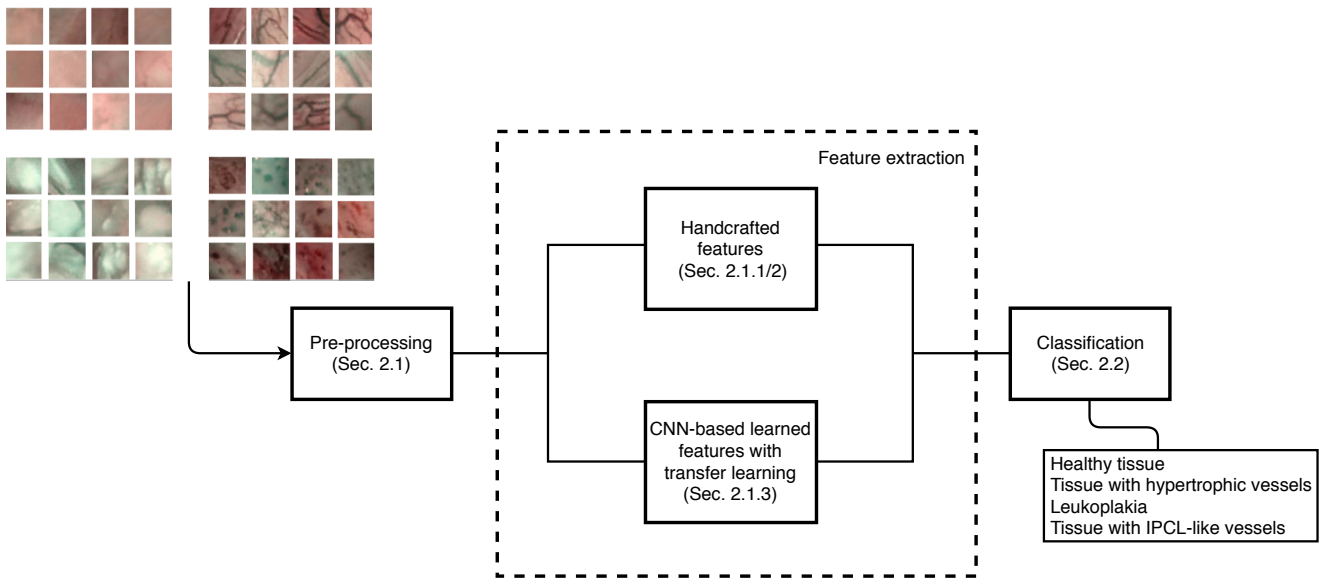 Feature extraction
Handcrafted
features
(Sec. 2.1.1/2)
Pre-processing
(Sec. 2.1)
Classification
(Sec. 2.2)
CNN-based learned
features with
transfer learning
(Sec. 2.1.3)
Healthy tissue
Tissue with hypertrophic vessels
Leukoplakia
Tissue with IPCL-like vessels